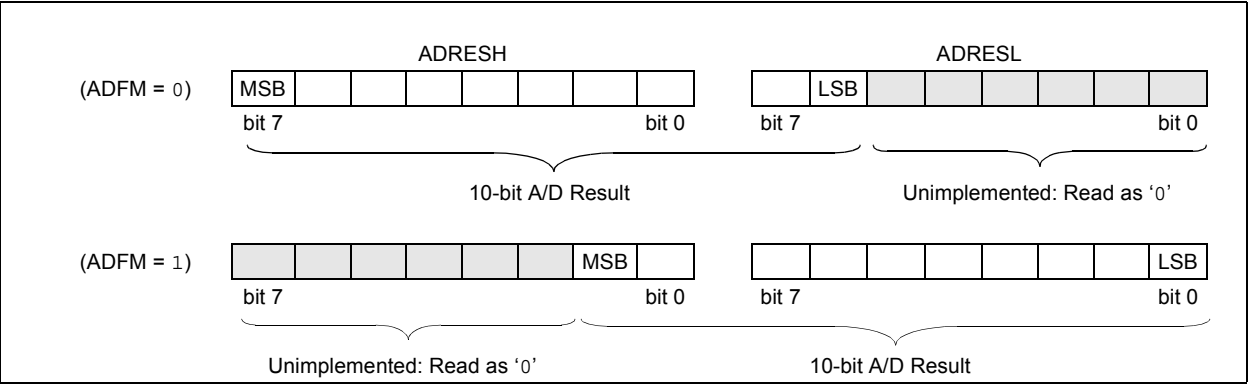 ADRESH ADRESL
(ADFM = 0) MSB LSB
bit 7 bit 0 bit 7 bit 0
10-bit A/D Result Unimplemented: Read as ‘0’
(ADFM = 1) MSB LSB
bit 7 bit 0 bit 7 bit 0
Unimplemented: Read as ‘0’ 10-bit A/D Result